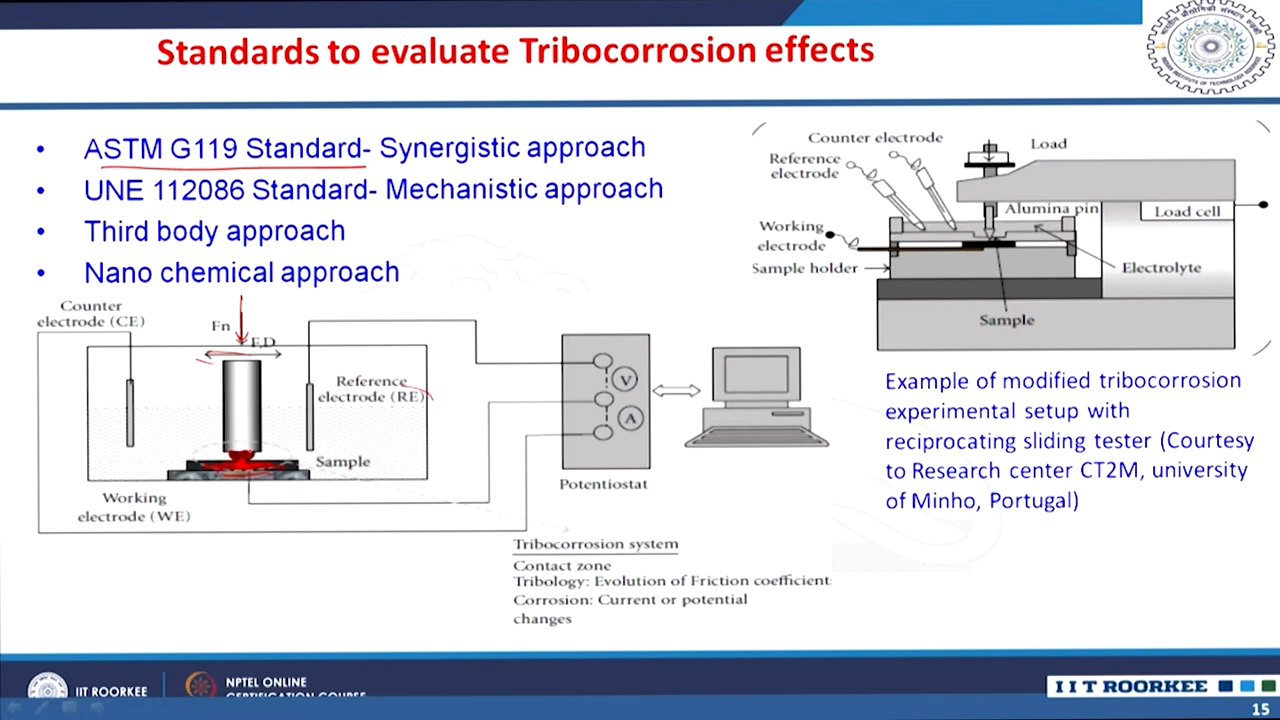 Standards to evaluate Tribocorrosion effects
• ASTM G119 Standard- Synergistic approach
• UNE 112086 Standard- Mechanistic approach
• Third body approach
• Nano chemical approach
Counter
electrode (CE)
Fn
F,D
Reference
electrode (RE)
Sample
Working
electrode (WE)
V
A
Potentiostat
Tribocorrosion system
Contact zone
Tribology: Evolution of Friction coefficient
Corrosion: Current or potential
changes
Counter electrode
Load
Reference
electrode
Alumina pin
Load cell
Working
electrode
Sample holder
Electrolyte
Sample
Example of modified tribocorrosion
experimental setup with
reciprocating sliding tester (Courtesy
to Research center CT2M, university
of Minho, Portugal)
IIT ROORKEE
NPTEL ONLINE
CERTIFICATION COURSE
IIT ROORKEE
15